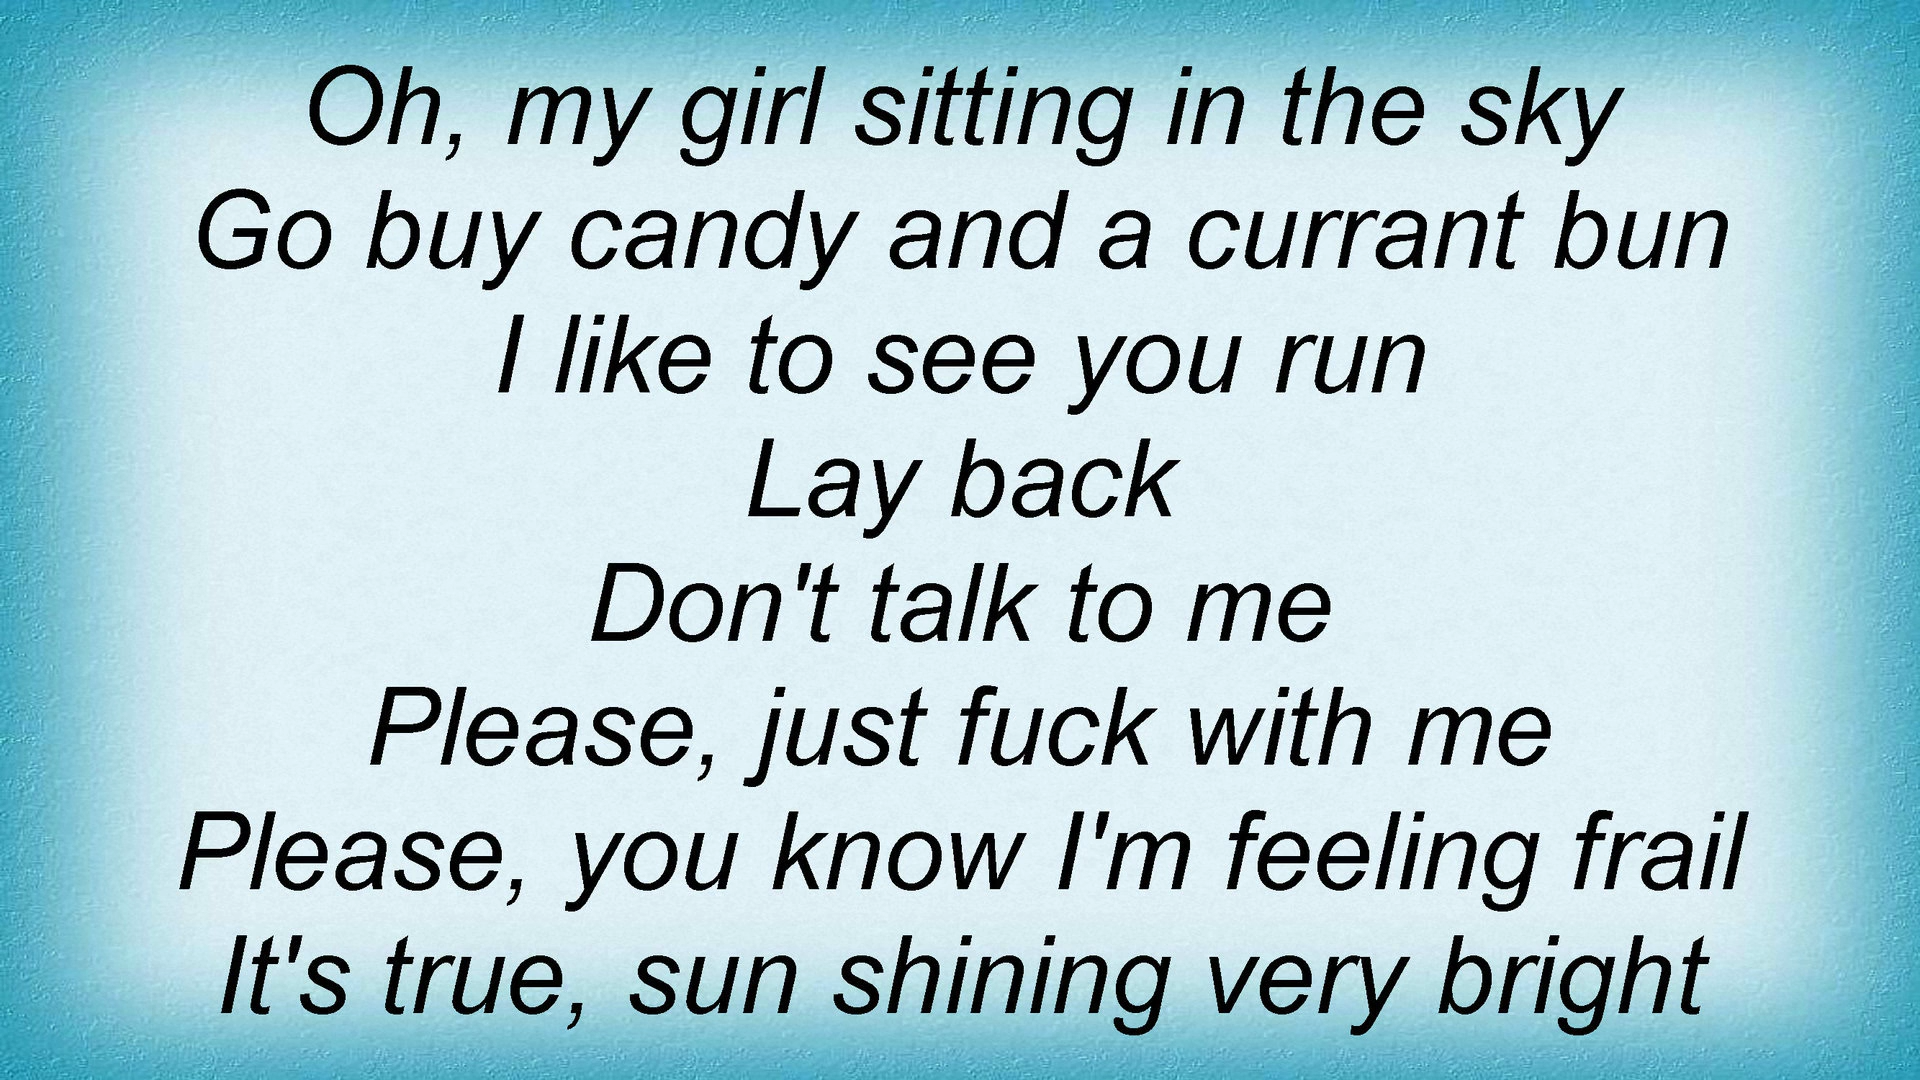 Oh, my girl sitting in the sky
Go buy candy and a currant bun
I like to see you run
Lay back
Don't talk to me
Please, just fuck with me
Please, you know I'm feeling frail
It's true, sun shining very bright